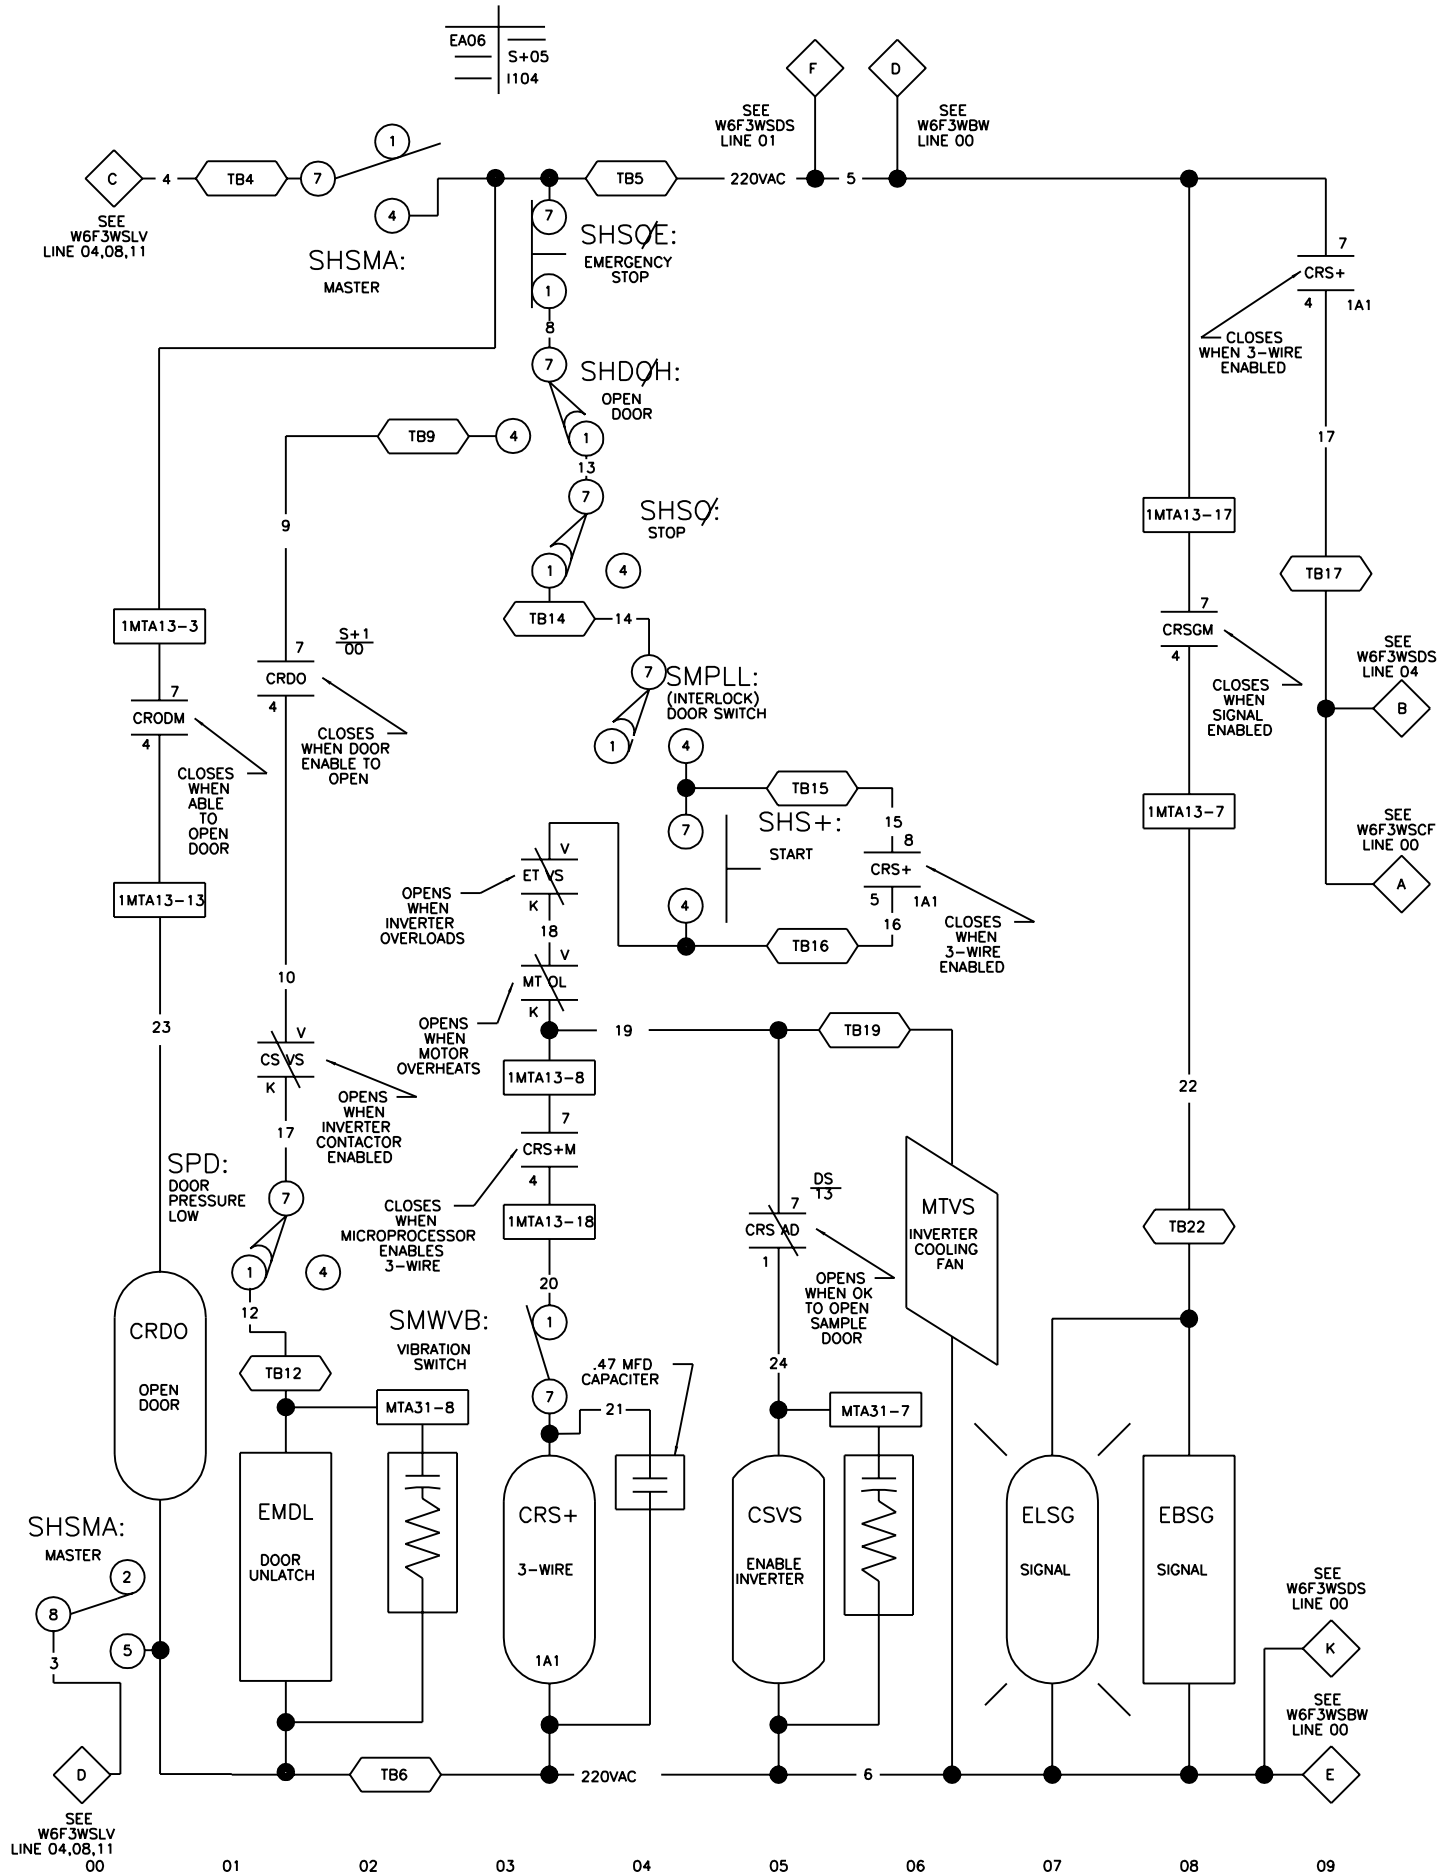 EA06
S+05
1104
F
D
SEE
W6F3WSDS
LINE 01
SEE
W6F3WBW
LINE 00
C
4
TB4
7
1
4
TB5
220VAC
5
SEE
W6F3WSLV
LINE 04,08,11
SHSMA:
MASTER
7
SHSØE:
EMERGENCY
STOP
1
8
7
SHDØH:
OPEN
DOOR
1
13
TB9
4
7
SHSØ:
STOP
1
4
TB14
14
7
SMPLL:
(INTERLOCK)
DOOR SWITCH
1
4
7
CRS+
4
1A1
CLOSES
WHEN 3-WIRE
ENABLED
17
1MTA13-17
TB17
7
CRSGM
4
CLOSES
WHEN
SIGNAL
ENABLED
SEE
W6F3WSDS
LINE 04
B
1MTA13-7
SEE
W6F3WSCF
LINE 00
A
9
1MTA13-3
S+1
00
7
CRDO
4
7
CRODM
4
CLOSES
WHEN DOOR
ENABLE TO
OPEN
CLOSES
WHEN
ABLE
TO
OPEN
DOOR
1MTA13-13
TB15
15
7
SHS+:
START
4
8
CRS+
5
1A1
16
TB16
CLOSES
WHEN
3-WIRE
ENABLED
V
ET VS
K
OPENS
WHEN
INVERTER
OVERLOADS
18
V
MT OL
K
OPENS
WHEN
MOTOR
OVERHEATS
10
23
V
CS VS
K
OPENS
WHEN
INVERTER
CONTACTOR
ENABLED
17
19
TB19
1MTA13-8
7
CRS+M
4
CLOSES
WHEN
MICROPROCESSOR
ENABLES
3-WIRE
1MTA13-18
20
22
SPD:
DOOR
PRESSURE
LOW
7
1
4
12
TB12
DS
13
7
CRS AD
1
OPENS
WHEN OK
TO OPEN
SAMPLE
DOOR
MTVS
INVERTER
COOLING
FAN
TB22
CRDO
OPEN
DOOR
SMWVB:
VIBRATION
SWITCH
1
7
.47 MFD
CAPACITER
21
24
MTA31-8
MTA31-7
EMDL
DOOR
UNLATCH
CRS+
3-WIRE
1A1
CSVS
ENABLE
INVERTER
ELSG
SIGNAL
EBSG
SIGNAL
SHSMA:
MASTER
2
8
5
3
SEE
W6F3WSDS
LINE 00
K
SEE
W6F3WSBW
LINE 00
D
TB6
220VAC
6
E
SEE
W6F3WSLV
LINE 04,08,11
00 01 02 03 04 05 06 07 08 09